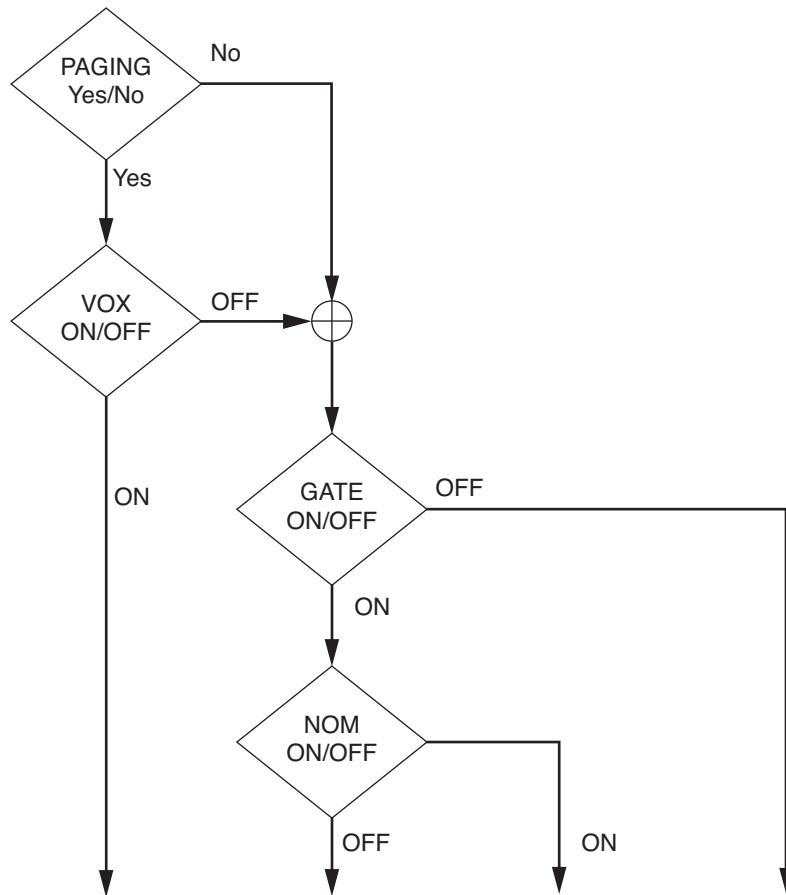 PAGING
Yes/No
No
Yes
VOX
ON/OFF
OFF
ON
GATE
ON/OFF
OFF
ON
NOM
ON/OFF
OFF
ON